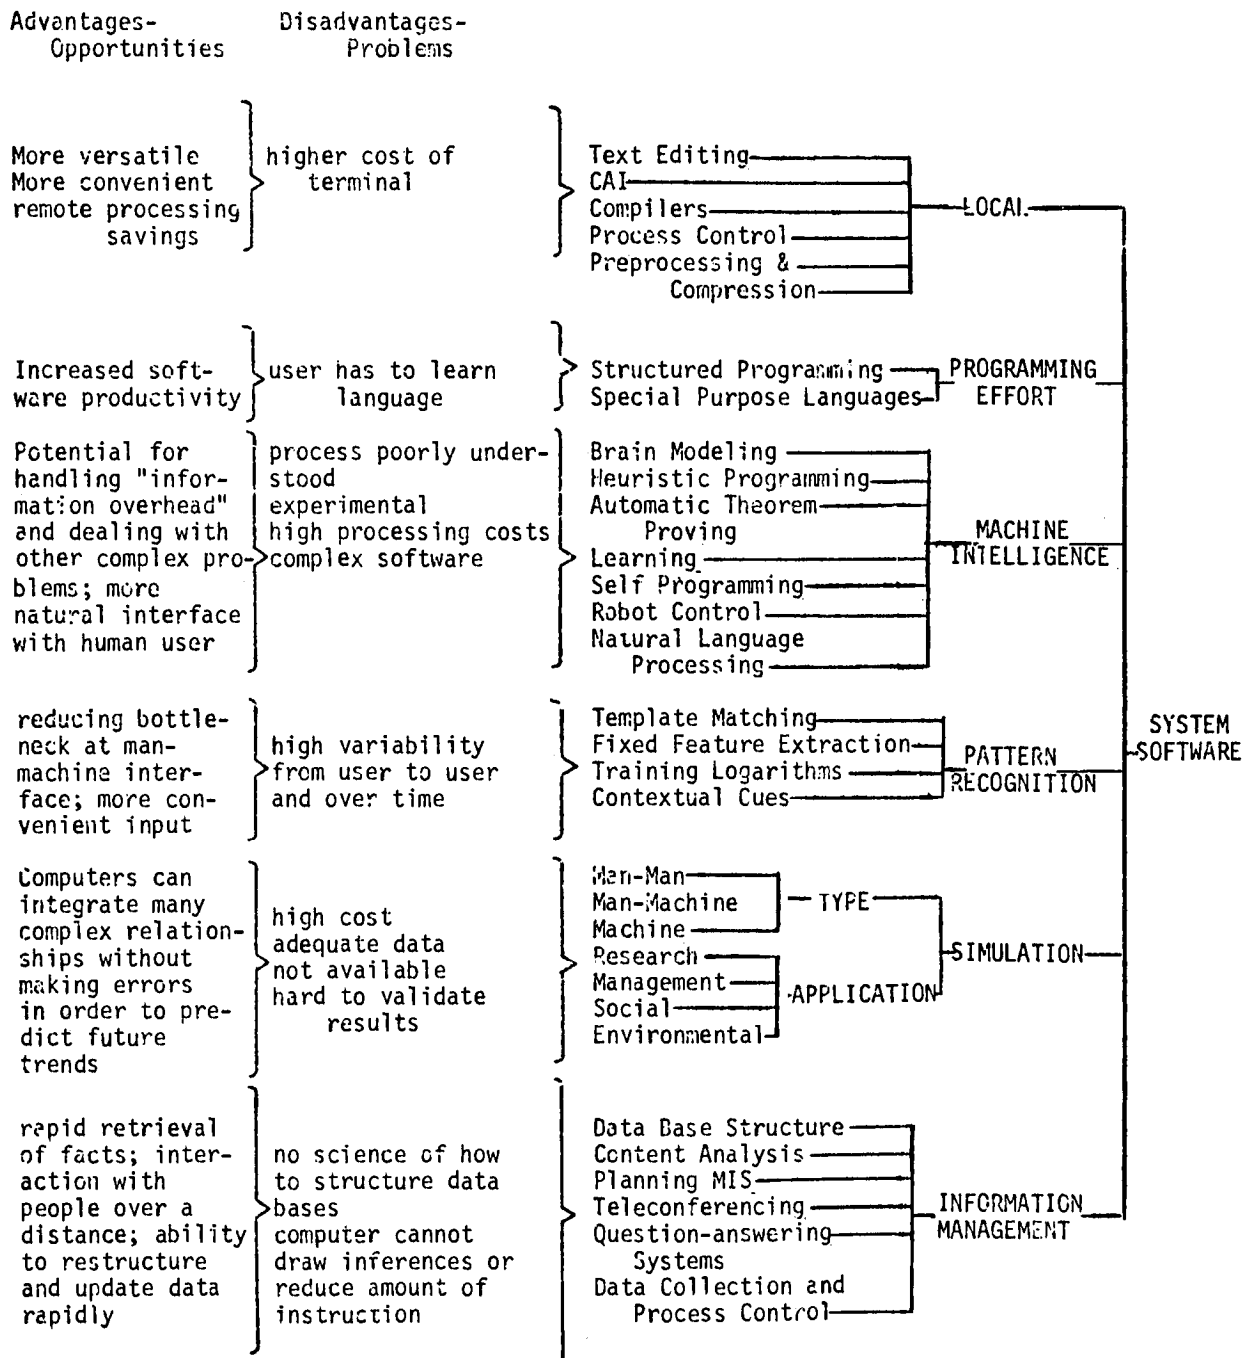 Advantages-
Opportunities
Disadvantages-
Problems
More versatile
More convenient
remote processing
savings
higher cost of
terminal
Text Editing
CAI
Compilers
Process Control
Preprocessing &
Compression
LOCAL
Increased soft-
ware productivity
user has to learn
language
Structured Programming
Special Purpose Languages
PROGRAMMING
EFFORT
Potential for
handling "infor-
mation overhead"
and dealing with
other complex pro-
blems; more
natural interface
with human user
process poorly under-
stood
experimental
high processing costs
complex software
Brain Modeling
Heuristic Programming
Automatic Theorem
Proving
Learning
Self Programming
Robot Control
Natural Language
Processing
MACHINE
INTELLIGENCE
reducing bottle-
neck at man-
machine inter-
face; more con-
venient input
high variability
from user to user
and over time
Template Matching
Fixed Feature Extraction
Training Logarithms
Contextual Cues
PATTERN
RECOGNITION
SYSTEM
SOFTWARE
Computers can
integrate many
complex relation-
ships without
making errors
in order to pre-
dict future
trends
high cost
adequate data
not available
hard to validate
results
Man-Man
Man-Machine
Machine
TYPE
Research
Management
Social
Environmental
APPLICATION
SIMULATION
rapid retrieval
of facts; inter-
action with
people over a
distance; ability
to restructure
and update data
rapidly
no science of how
to structure data
bases
computer cannot
draw inferences or
reduce amount of
instruction
Data Base Structure
Content Analysis
Planning MIS
Teleconferencing
Question-answering
Systems
Data Collection and
Process Control
INFORMATION
MANAGEMENT